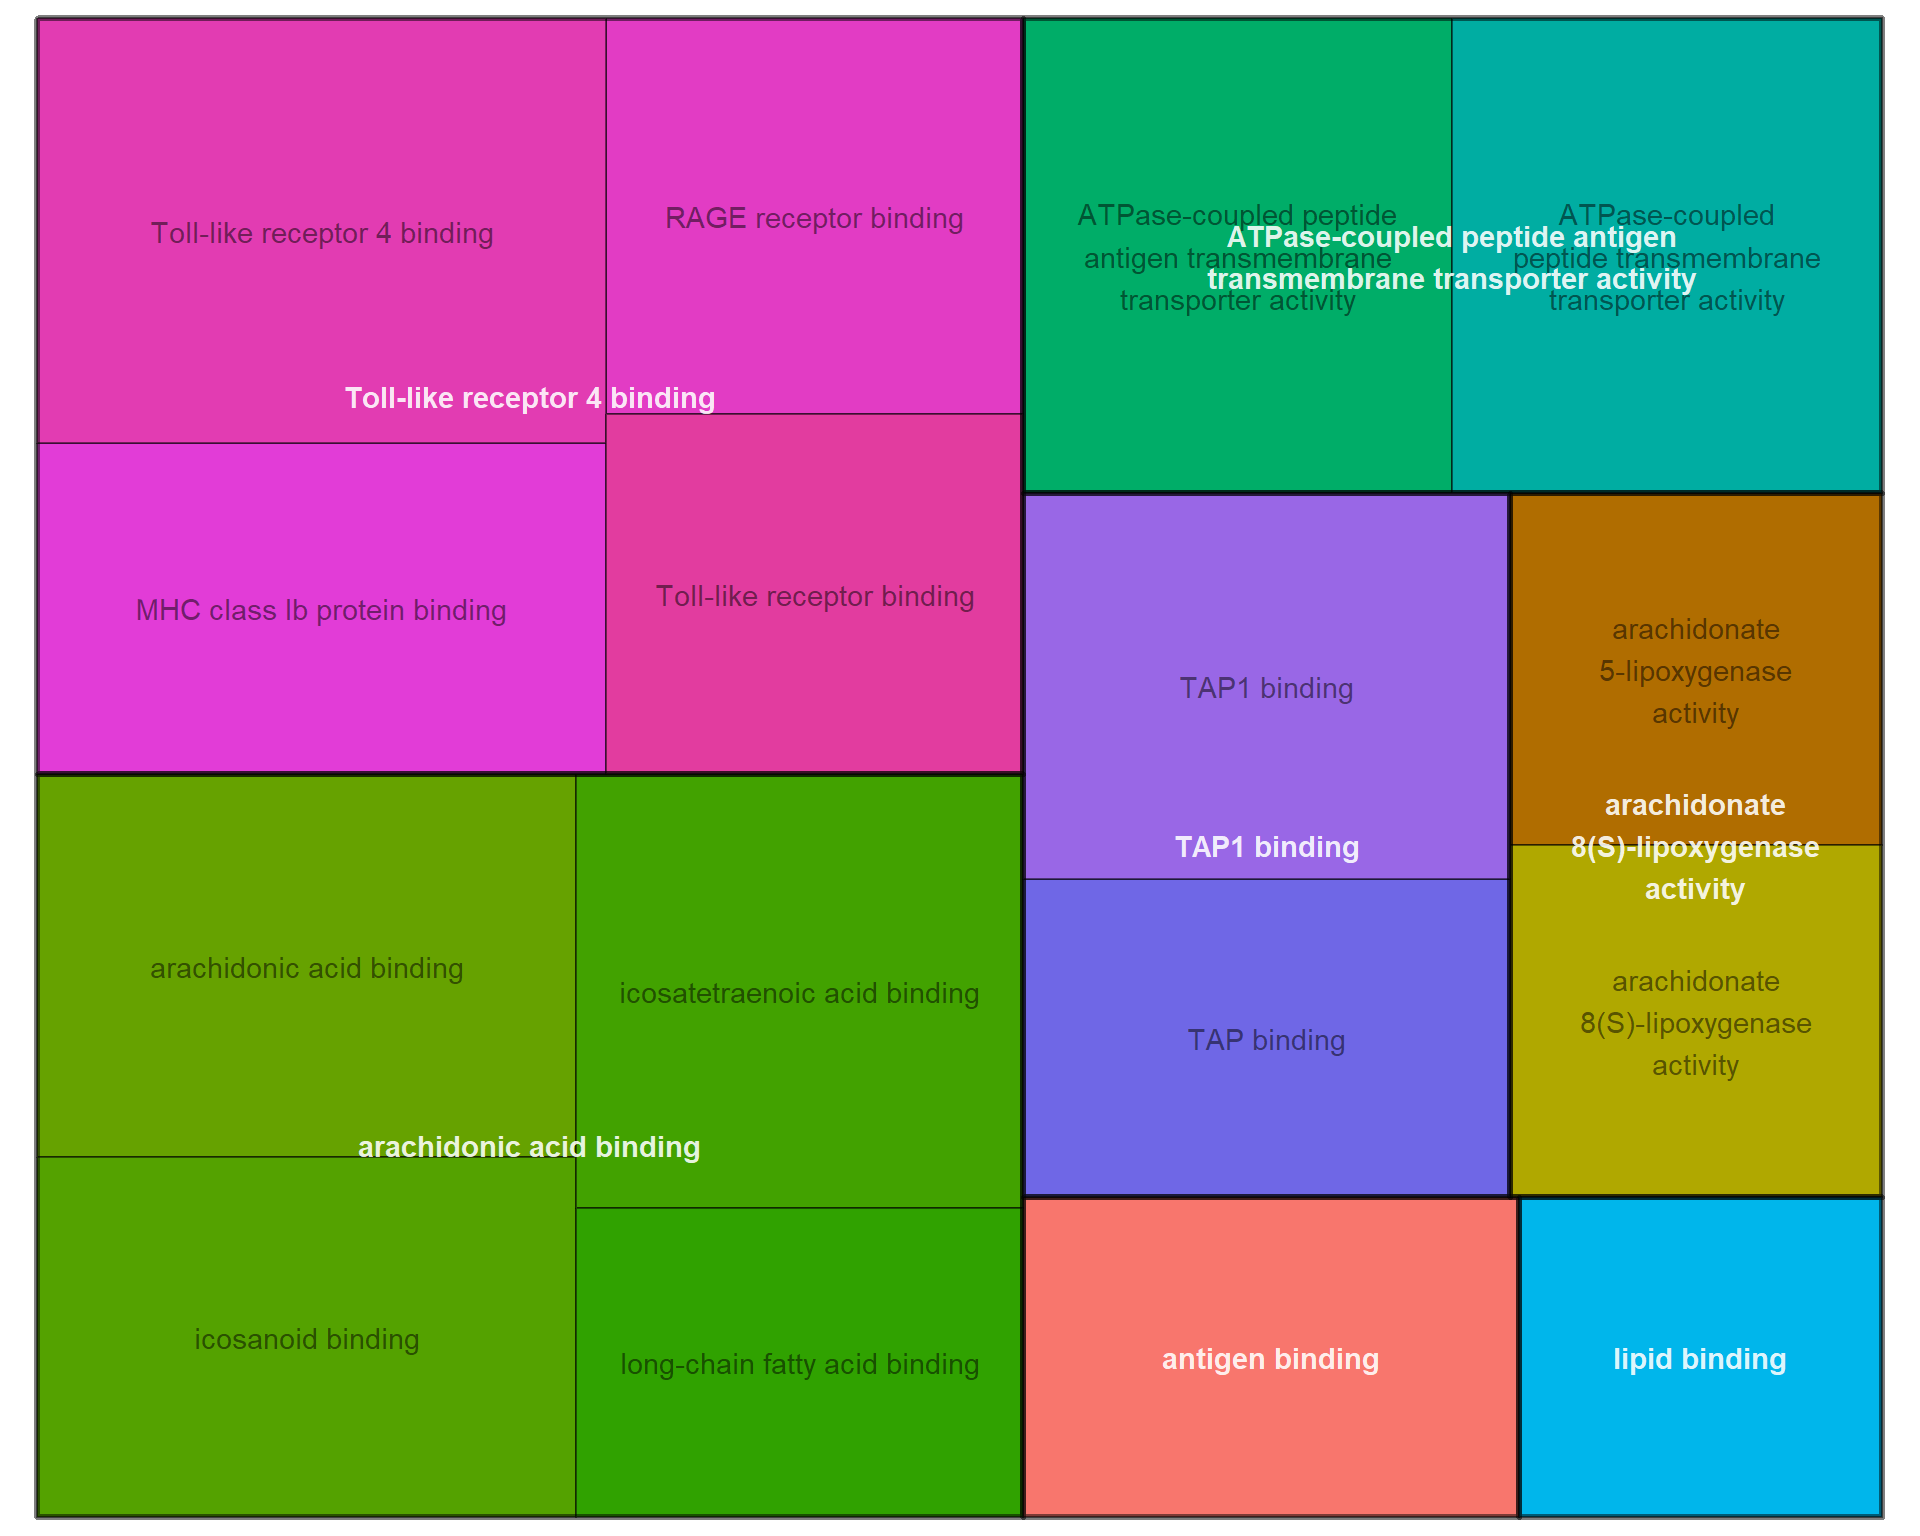 Toll-like receptor 4 binding
RAGE receptor binding
Toll-like receptor 4 binding
MHC class Ib protein binding
Toll-like receptor binding
ATPase-coupled peptide
antigen transmembrane
transporter activity
ATPase-coupled peptide antigen
transmembrane transporter activity
ATPase-coupled
peptide transmembrane
transporter activity
TAP1 binding
TAP1 binding
TAP binding
arachidonate
5-lipoxygenase
activity
arachidonate
8(S)-lipoxygenase
activity
arachidonate
8(S)-lipoxygenase
activity
arachidonic acid binding
icosatetraenoic acid binding
arachidonic acid binding
icosanoid binding
long-chain fatty acid binding
antigen binding
lipid binding